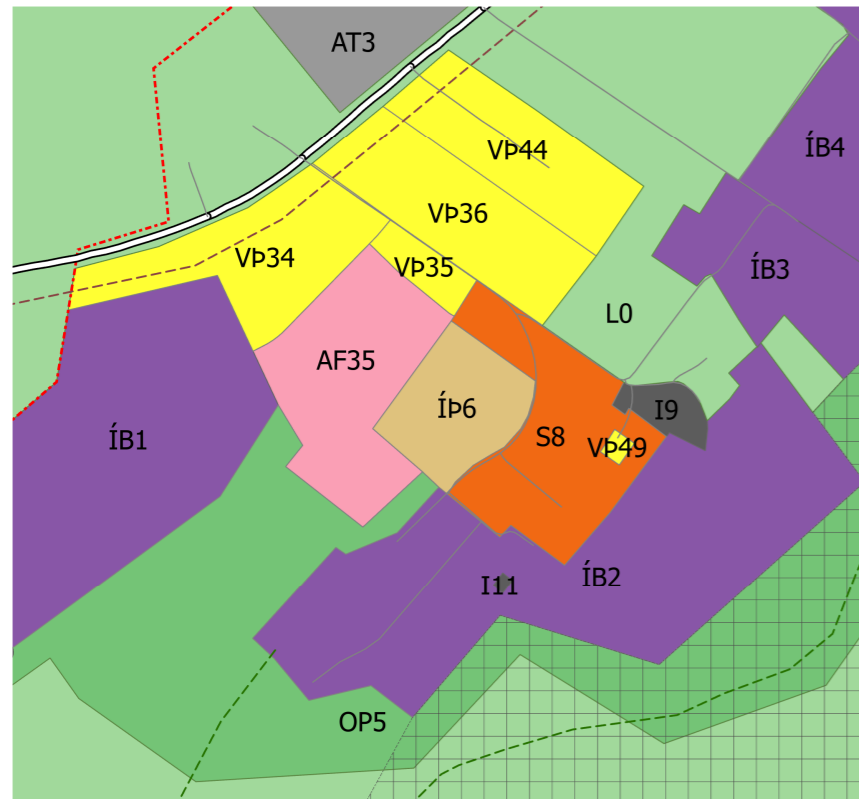 AT3
VÞ44
ÍB4
VÞ36
VÞ34
VÞ35
ÍB3
L0
AF35
ÍÞ6
I9
S8
ÍB1
VÞ49
ÍB2
I11
OP5